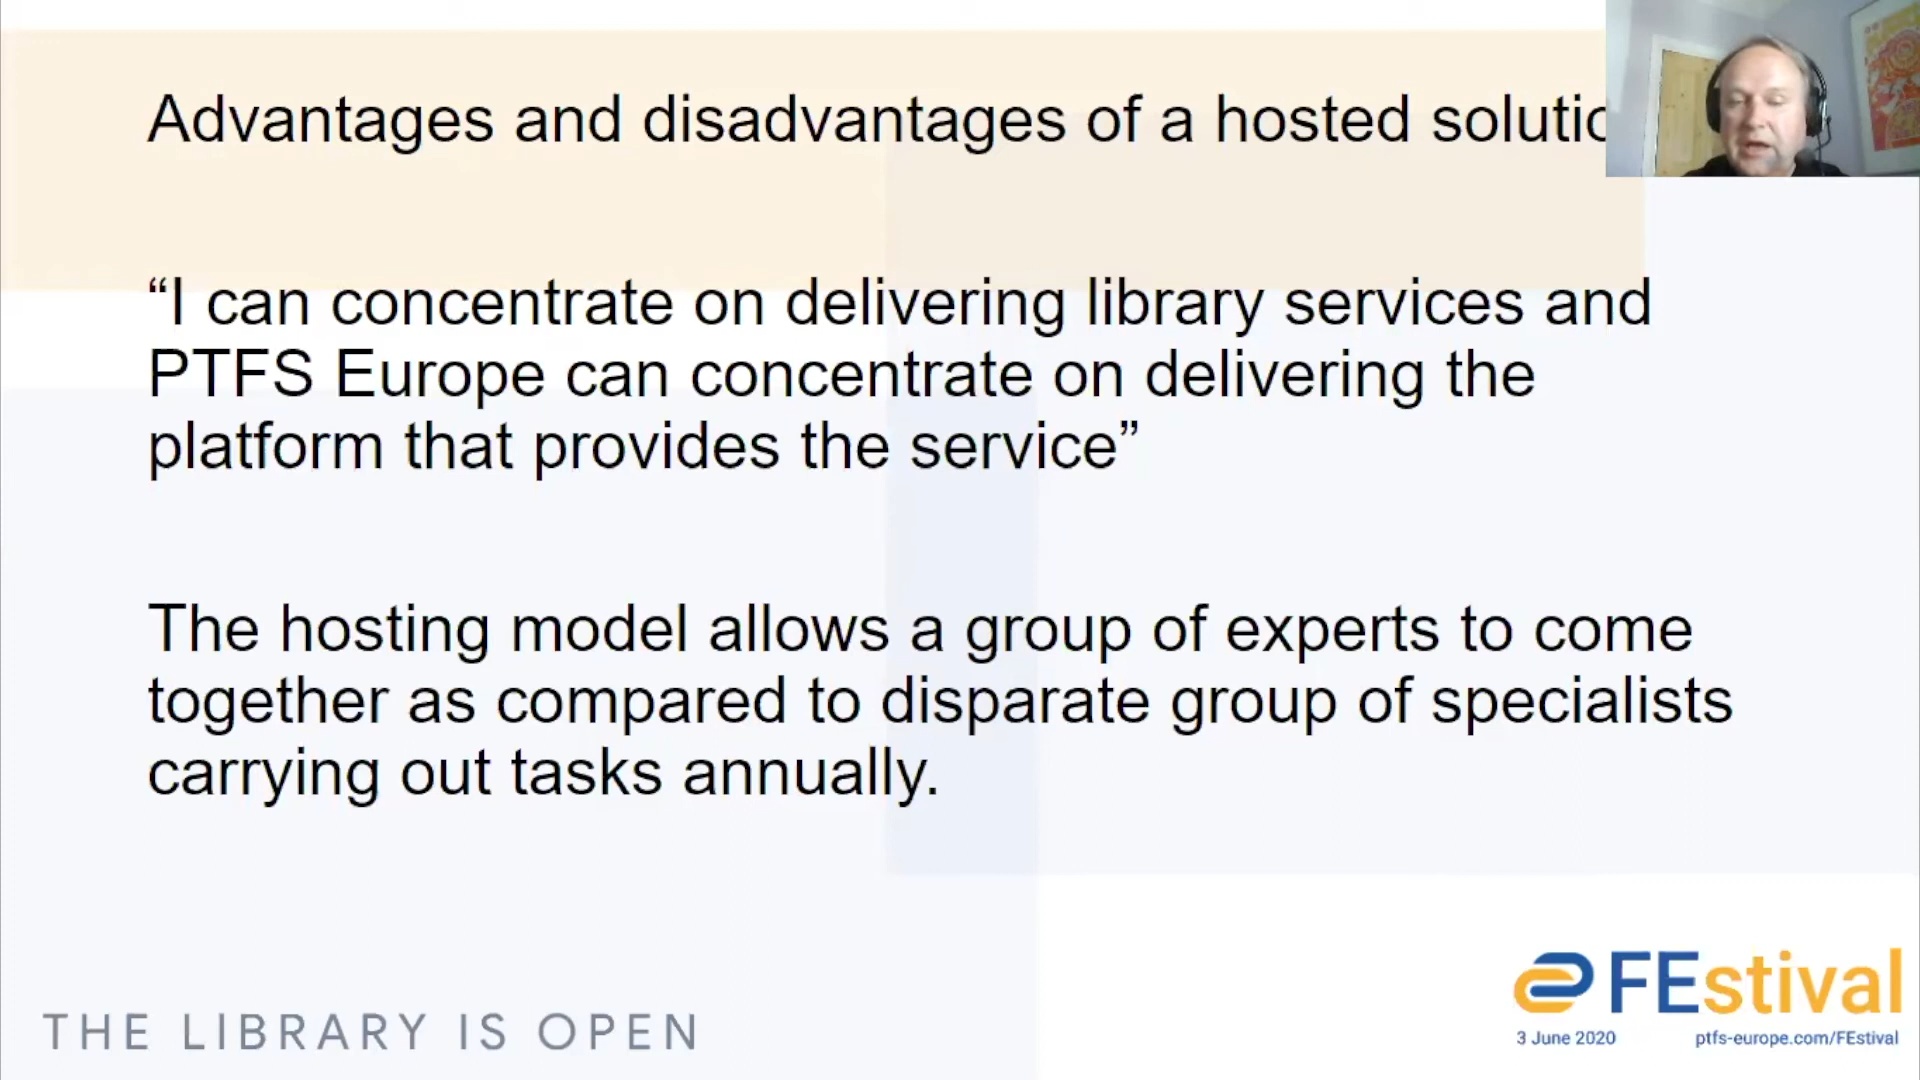 Advantages and disadvantages of a hosted
“I can concentrate on delivering library services and
PTFS Europe can concentrate on delivering the
platform that provides the service”
The hosting model allows a group of experts to come
together as compared to disparate group of specialists
carrying out tasks annually.
THE LIBRARY IS OPEN
FEstival
3 June 2020 ptfs-europe.com/FEstival